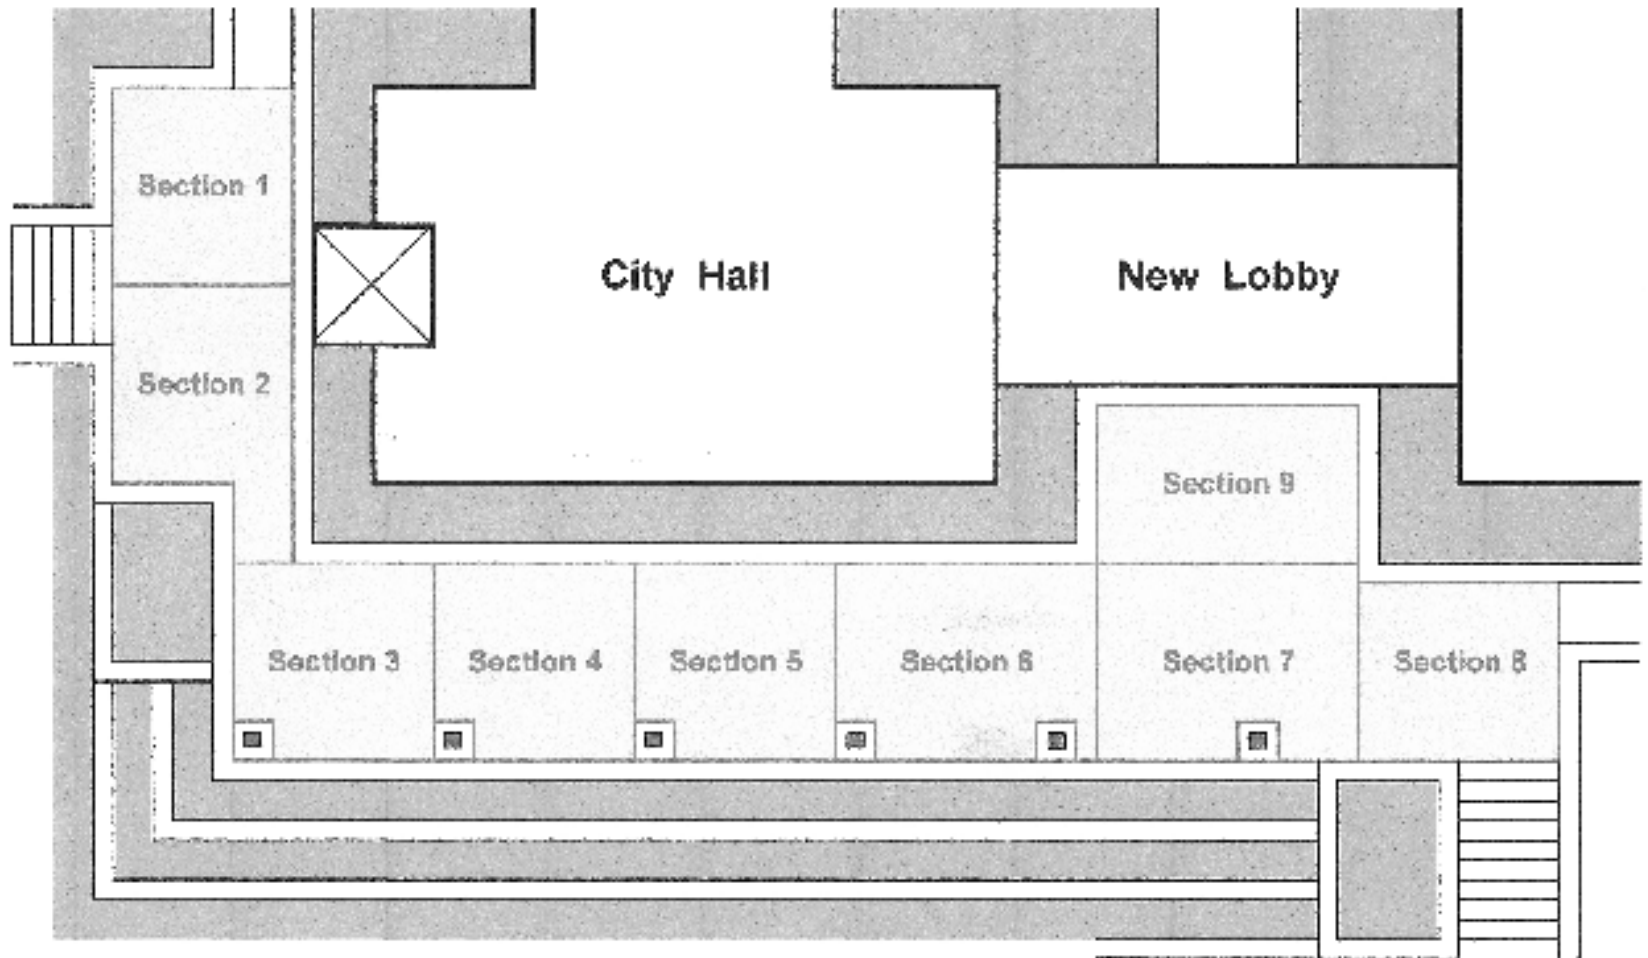 Section 1
City Hall
New Lobby
Section 2
Section 9
Section 3
Section 4
Section 5
Section 6
Section 7
Section 8